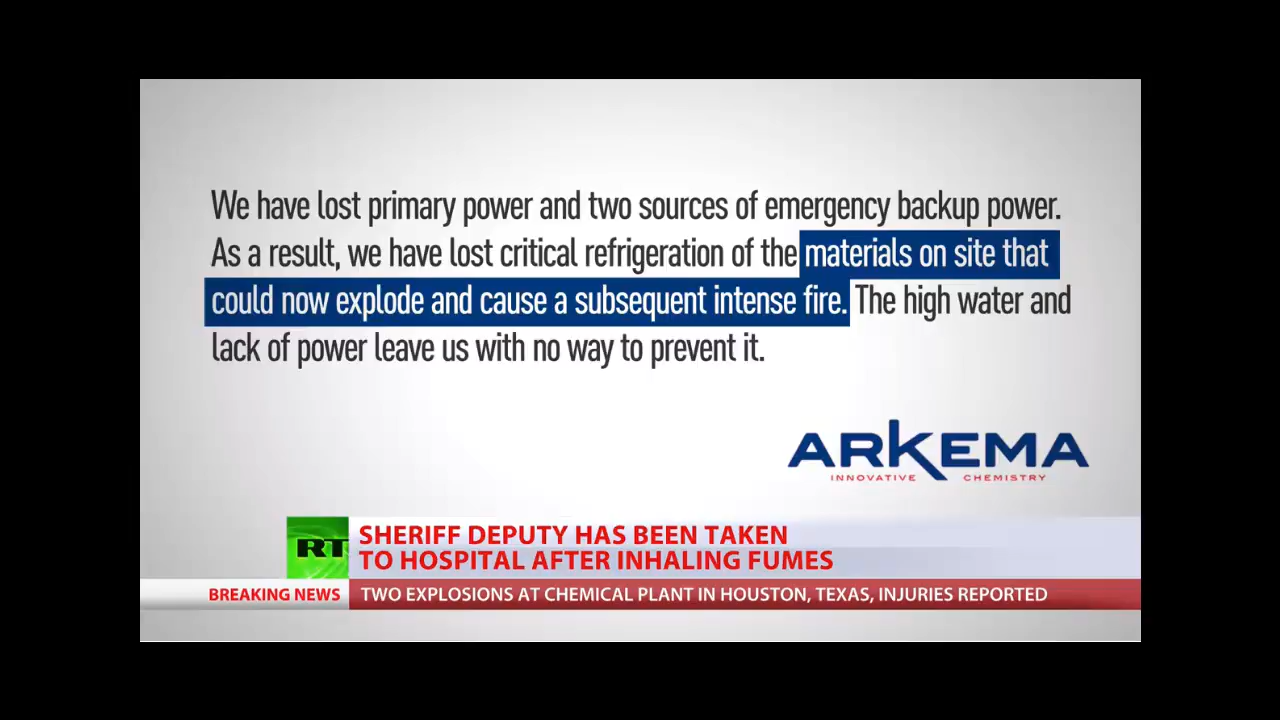 We have lost primary power and two sources of emergency backup power.
As a result, we have lost critical refrigeration of the materials on site that
could now explode and cause a subsequent intense fire. The high water and
lack of power leave us with no way to prevent it.
ARKEMA
INNOVATIVE CHEMISTRY
RT
SHERIFF DEPUTY HAS BEEN TAKEN
TO HOSPITAL AFTER INHALING FUMES
BREAKING NEWS
TWO EXPLOSIONS AT CHEMICAL PLANT IN HOUSTON, TEXAS, INJURIES REPORTED